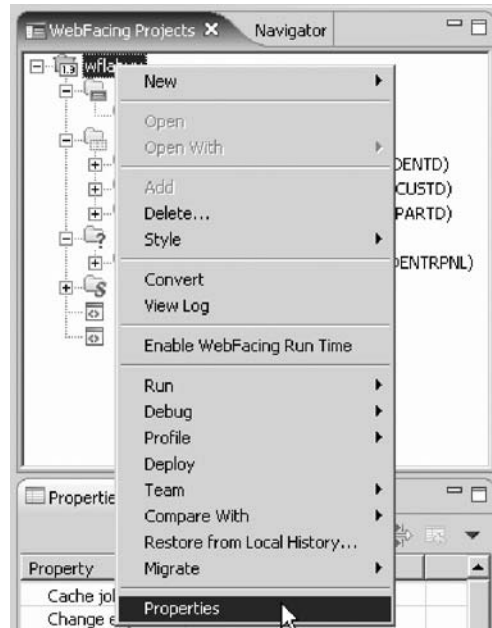 WebFacing Projects Navigator
New
Open
Open With
DENTD)
Add
CUSTD)
Delete...
PARTD)
Style
DENTRPNL)
Convert
View Log
Enable WebFacing Run Time
Run
Debug
Profile
Deploy
Team
Compare With
Restore from Local History...
Migrate
Properties
Propertie
Property
Cache jol
Change e